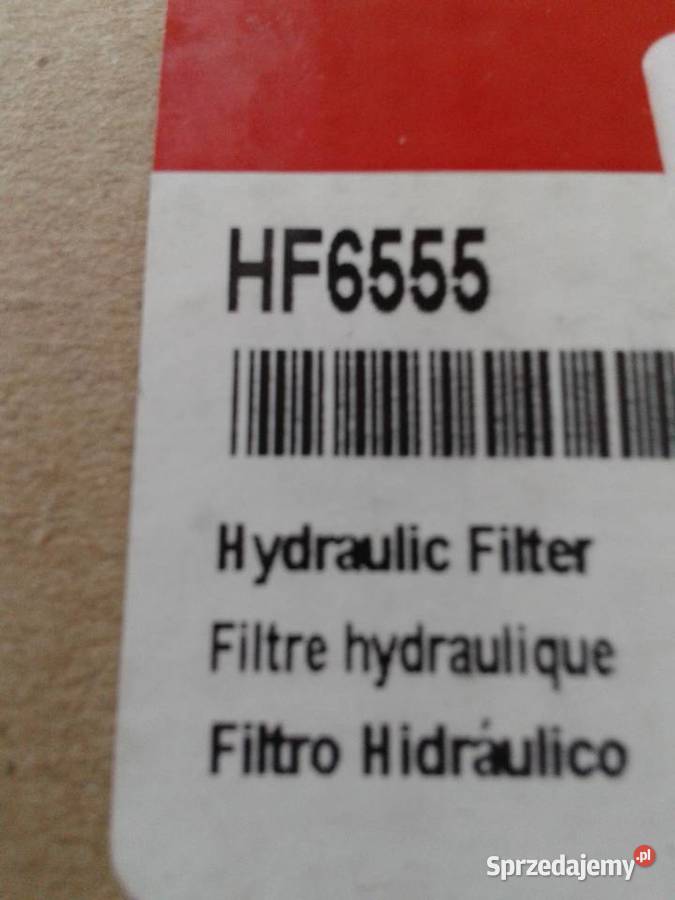 HF6555
Hydraulic Filter
Filtre hydraulique
Filtro Hidráulico
Sprzedajemy.pl